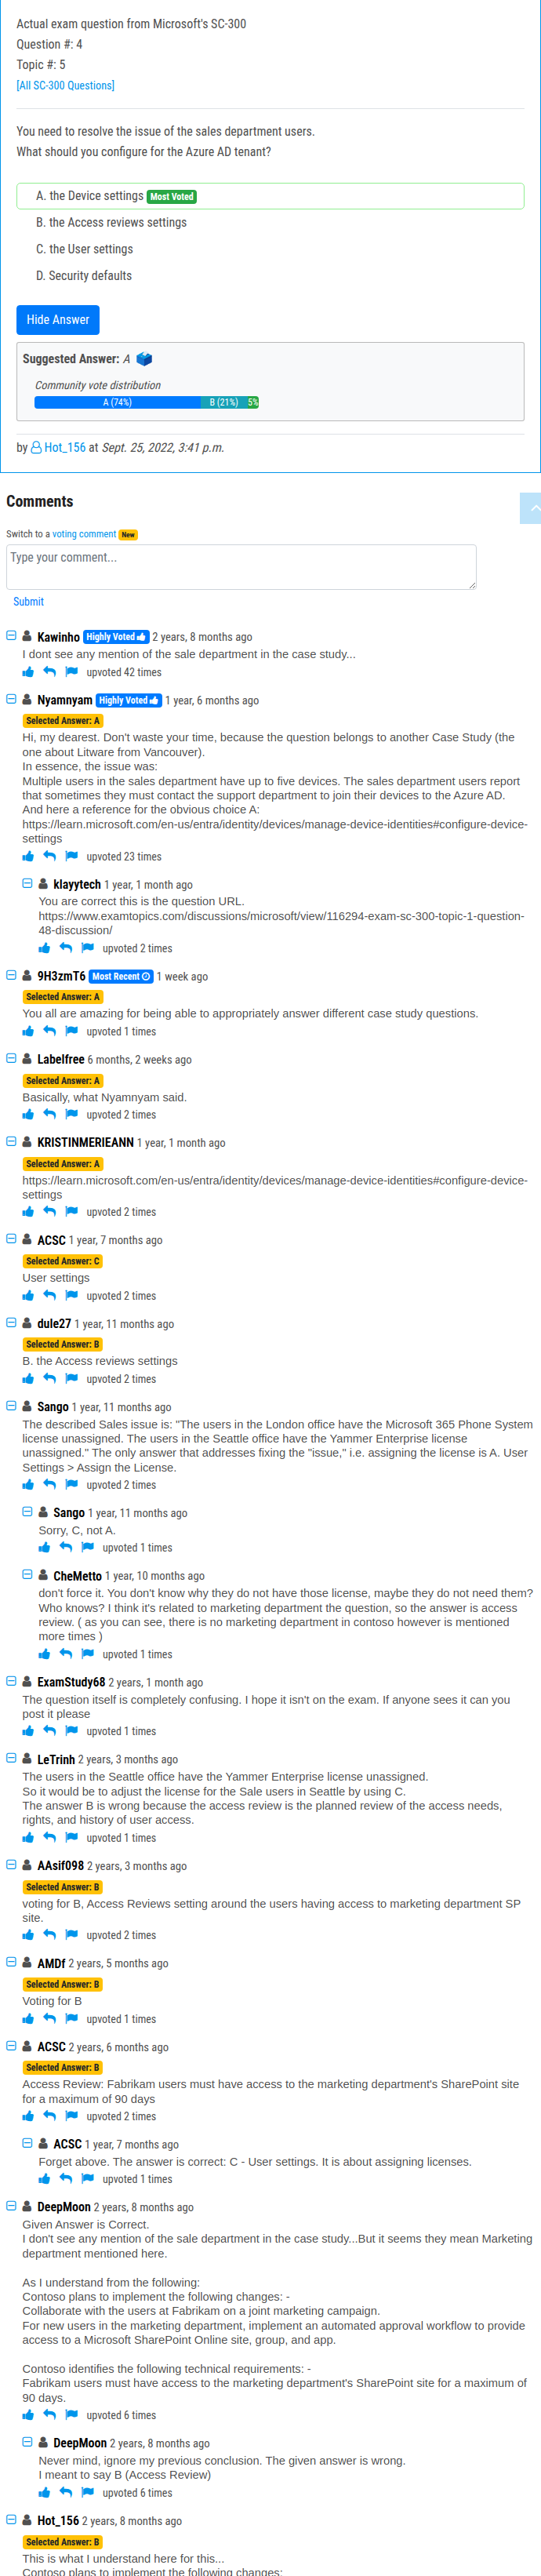 Actual exam question from Microsoft's SC-300
Question #: 4
Topic #: 5
[All SC-300 Questions]
You need to resolve the issue of the sales department users.
What should you configure for the Azure AD tenant?
A. the Device settings Most Voted
B. the Access reviews settings
C. the User settings
D. Security defaults
Hide Answer
Suggested Answer: A
Community vote distribution
A (74%) B (21%) 5%
by Hot_156 at Sept. 25, 2022, 3:41 p.m.
Comments
Switch to a voting comment New
Type your comment...
Submit
Kawinho Highly Voted 2 years, 8 months ago
I dont see any mention of the sale department in the case study...
upvoted 42 times
Nyamnyam Highly Voted 1 year, 6 months ago
Selected Answer: A
Hi, my dearest. Don't waste your time, because the question belongs to another Case Study (the
one about Litware from Vancouver).
In essence, the issue was:
Multiple users in the sales department have up to five devices. The sales department users report
that sometimes they must contact the support department to join their devices to the Azure AD.
And here a reference for the obvious choice A:
https://learn.microsoft.com/en-us/entra/identity/devices/manage-device-identities#configure-device-
settings
upvoted 23 times
klayytech 1 year, 1 month ago
You are correct this is the question URL.
https://www.examtopics.com/discussions/microsoft/view/116294-exam-sc-300-topic-1-question-
48-discussion/
upvoted 2 times
9H3zmT6 Most Recent 1 week ago
Selected Answer: A
You all are amazing for being able to appropriately answer different case study questions.
upvoted 1 times
Labelfree 6 months, 2 weeks ago
Selected Answer: A
Basically, what Nyamnyam said.
upvoted 2 times
KRISTINMERIEANN 1 year, 1 month ago
Selected Answer: A
https://learn.microsoft.com/en-us/entra/identity/devices/manage-device-identities#configure-device-
settings
upvoted 2 times
ACSC 1 year, 7 months ago
Selected Answer: C
User settings
upvoted 2 times
dule27 1 year, 11 months ago
Selected Answer: B
B. the Access reviews settings
upvoted 2 times
Sango 1 year, 11 months ago
The described Sales issue is: "The users in the London office have the Microsoft 365 Phone System
license unassigned. The users in the Seattle office have the Yammer Enterprise license
unassigned." The only answer that addresses fixing the "issue," i.e. assigning the license is A. User
Settings > Assign the License.
upvoted 2 times
Sango 1 year, 11 months ago
Sorry, C, not A.
upvoted 1 times
CheMetto 1 year, 10 months ago
don't force it. You don't know why they do not have those license, maybe they do not need them?
Who knows? I think it's related to marketing department the question, so the answer is access
review. ( as you can see, there is no marketing department in contoso however is mentioned
more times )
upvoted 1 times
ExamStudy68 2 years, 1 month ago
The question itself is completely confusing. I hope it isn't on the exam. If anyone sees it can you
post it please
upvoted 1 times
LeTrinh 2 years, 3 months ago
The users in the Seattle office have the Yammer Enterprise license unassigned.
So it would be to adjust the license for the Sale users in Seattle by using C.
The answer B is wrong because the access review is the planned review of the access needs,
rights, and history of user access.
upvoted 1 times
AAsif098 2 years, 3 months ago
Selected Answer: B
voting for B, Access Reviews setting around the users having access to marketing department SP
site.
upvoted 2 times
AMDf 2 years, 5 months ago
Selected Answer: B
Voting for B
upvoted 1 times
ACSC 2 years, 6 months ago
Selected Answer: B
Access Review: Fabrikam users must have access to the marketing department's SharePoint site
for a maximum of 90 days
upvoted 2 times
ACSC 1 year, 7 months ago
Forget above. The answer is correct: C - User settings. It is about assigning licenses.
upvoted 1 times
DeepMoon 2 years, 8 months ago
Given Answer is Correct.
I don't see any mention of the sale department in the case study...But it seems they mean Marketing
department mentioned here.
As I understand from the following:
Contoso plans to implement the following changes: -
Collaborate with the users at Fabrikam on a joint marketing campaign.
For new users in the marketing department, implement an automated approval workflow to provide
access to a Microsoft SharePoint Online site, group, and app.
Contoso identifies the following technical requirements: -
Fabrikam users must have access to the marketing department's SharePoint site for a maximum of
90 days.
upvoted 6 times
DeepMoon 2 years, 8 months ago
Never mind, ignore my previous conclusion. The given answer is wrong.
I meant to say B (Access Review)
upvoted 6 times
Hot_156 2 years, 8 months ago
Selected Answer: B
This is what I understand here for this...
Contoso plans to implement the following changes: